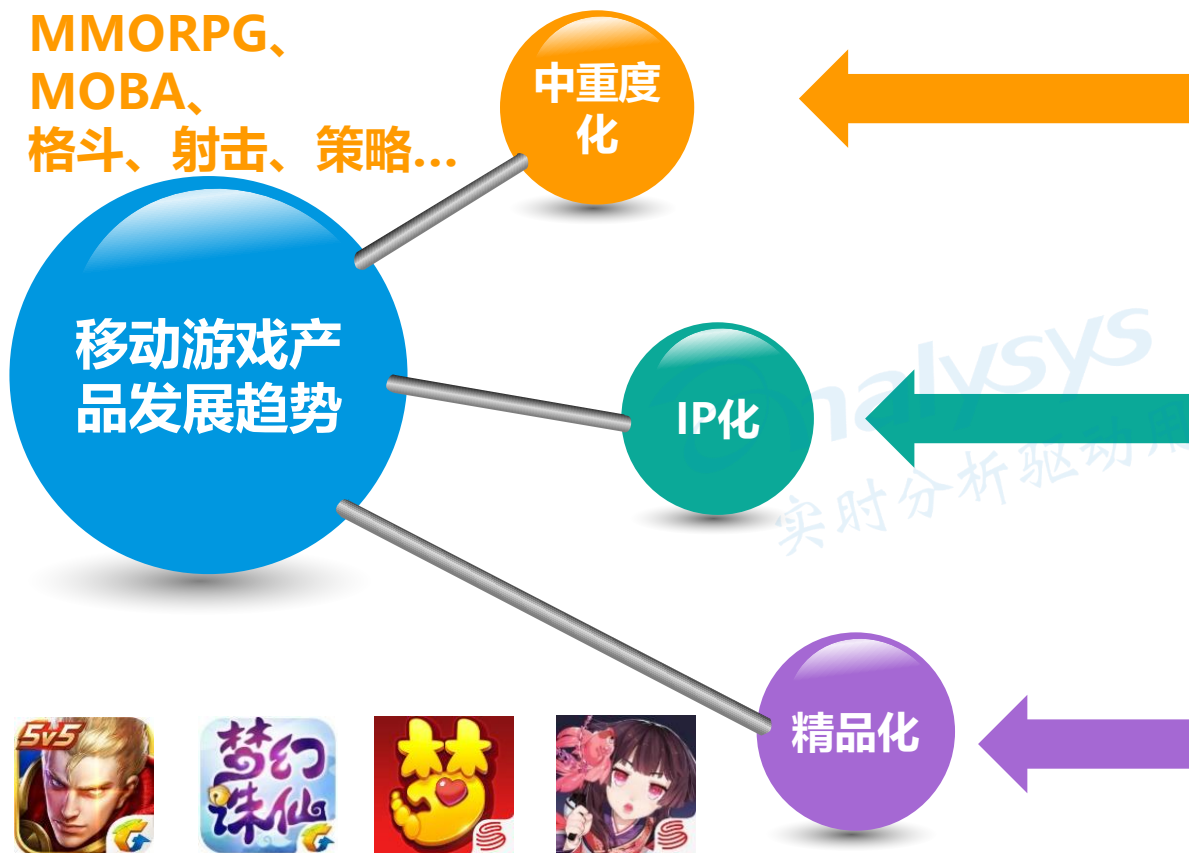 MMORPG、
MOBA、
格斗、射击、策略...
中重度
化
移动游戏产
品发展趋势
IP化
nalysys
实时分析驱动用
精品化
5v5
梦幻
诛仙
梦